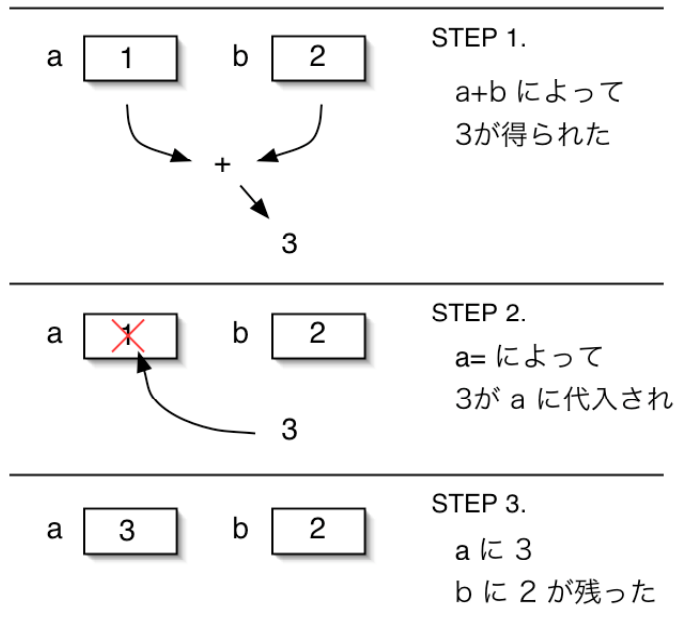 a 1 b 2
STEP 1.
a+b によって
3が得られた
+
3
a 1 b 2
STEP 2.
a= によって
3が a に代入され
3
a 3 b 2
STEP 3.
a に 3
b に 2 が残った